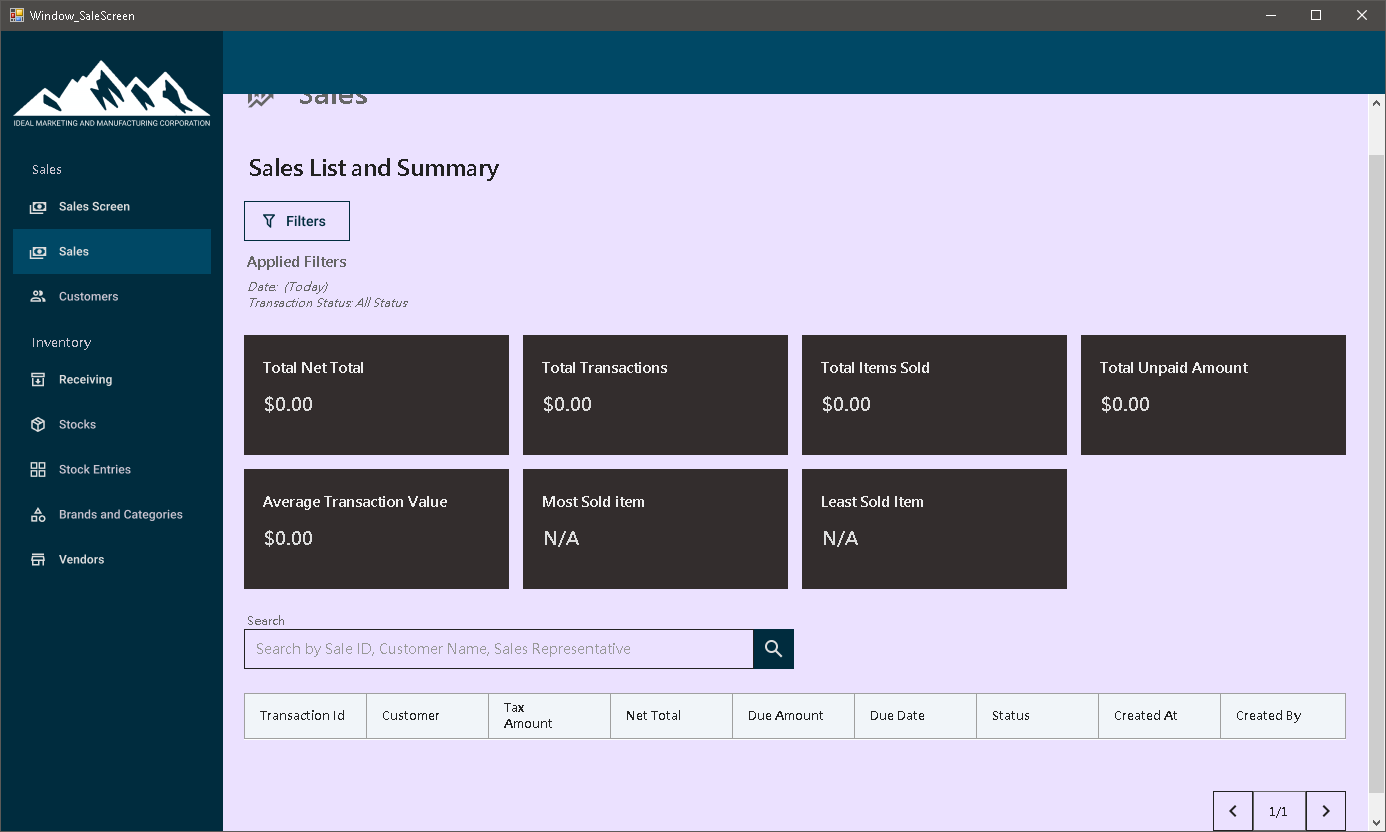 Window_SaleScreen
IDEAL MARKETING AND MANUFACTURING CORPORATION
Sales
Sales Screen
Sales
Customers
Inventory
Receiving
Stocks
Stock Entries
Brands and Categories
Vendors
Sales
Sales List and Summary
Filters
Applied Filters
Date: (Today)
Transaction Status: All Status
Total Net Total
$0.00
Total Transactions
$0.00
Total Items Sold
$0.00
Total Unpaid Amount
$0.00
Average Transaction Value
$0.00
Most Sold item
N/A
Least Sold Item
N/A
Search
Search by Sale ID, Customer Name, Sales Representative
Transaction Id
Customer
Tax
Amount
Net Total
Due Amount
Due Date
Status
Created At
Created By
1/1